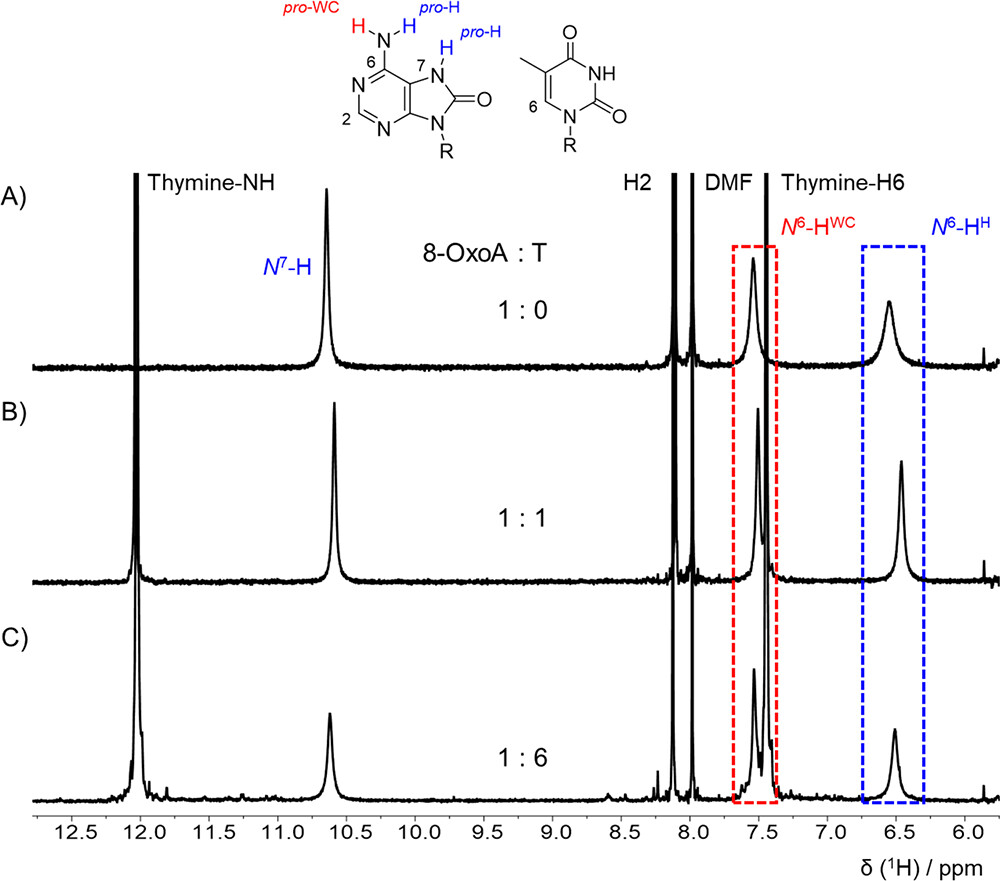 pro-WC pro-H
H H pro-H
N H
6 7 N
N O
2 N N
R
O
NH
6 N O
R
A) Thymine-NH H2 DMF Thymine-H6
N⁶-Hᵂᶜ N⁶-Hᴴ
N⁷-H 8-OxoA : T
1 : 0
B)
1 : 1
C)
1 : 6
12.5 12.0 11.5 11.0 10.5 10.0 9.5 9.0 8.5 8.0 7.5 7.0 6.5 6.0
δ (¹H) / ppm